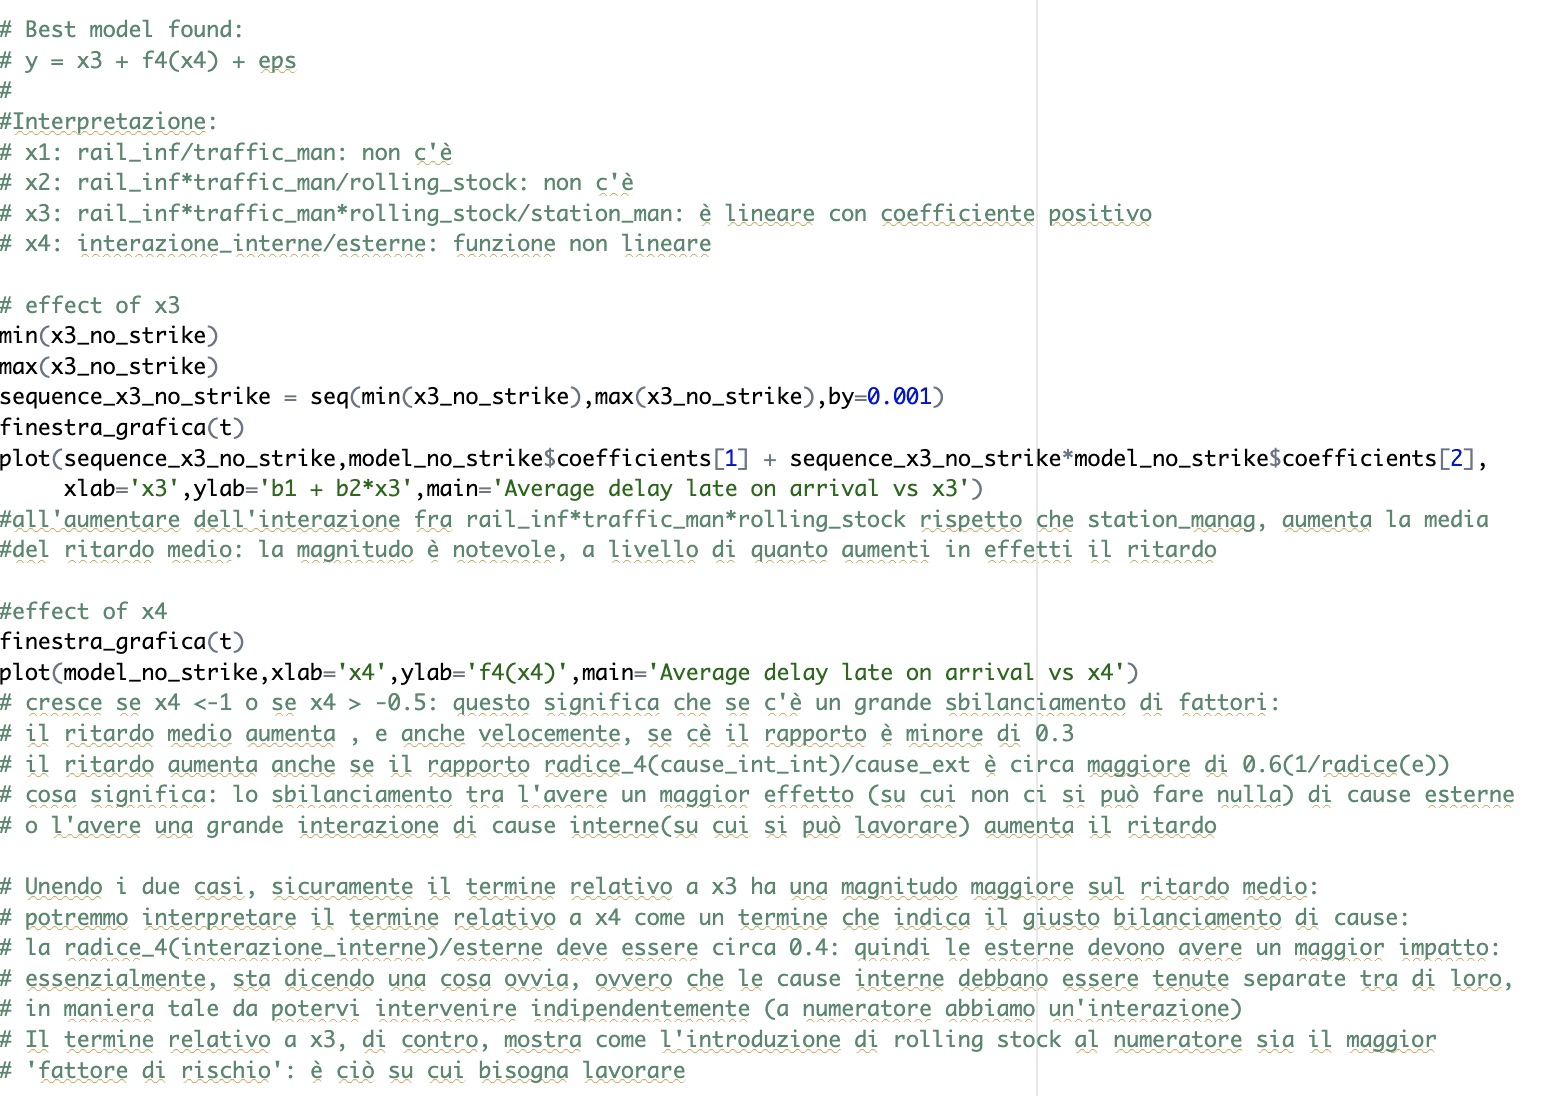 # Best model found:
# y = x3 + f4(x4) + eps
#
#Interpretazione:
# x1: rail_inf/traffic_man: non c'è
# x2: rail_inf*traffic_man/rolling_stock: non c'è
# x3: rail_inf*traffic_man*rolling_stock/station_man: è lineare con coefficiente positivo
# x4: interazione_interne/esterne: funzione non lineare
# effect of x3
min(x3_no_strike)
max(x3_no_strike)
sequence_x3_no_strike = seq(min(x3_no_strike),max(x3_no_strike),by=0.001)
finestra_grafica(t)
plot(sequence_x3_no_strike,model_no_strike$coefficients[1] + sequence_x3_no_strike*model_no_strike$coefficients[2],
xlab='x3',ylab='b1 + b2*x3',main='Average delay late on arrival vs x3')
#all'aumentare dell'interazione fra rail_inf*traffic_man*rolling_stock rispetto che station_manag, aumenta la media
#del ritardo medio: la magnitudo è notevole, a livello di quanto aumenti in effetti il ritardo
#effect of x4
finestra_grafica(t)
plot(model_no_strike,xlab='x4',ylab='f4(x4)',main='Average delay late on arrival vs x4')
# cresce se x4 <-1 o se x4 > -0.5: questo significa che se c'è un grande sbilanciamento di fattori:
# il ritardo medio aumenta , e anche velocemente, se cè il rapporto è minore di 0.3
# il ritardo aumenta anche se il rapporto radice_4(cause_int_int)/cause_ext è circa maggiore di 0.6(1/radice(e))
# cosa significa: lo sbilanciamento tra l'avere un maggior effetto (su cui non ci si può fare nulla) di cause esterne
# o l'avere una grande interazione di cause interne(su cui si può lavorare) aumenta il ritardo
# Unendo i due casi, sicuramente il termine relativo a x3 ha una magnitudo maggiore sul ritardo medio:
# potremmo interpretare il termine relativo a x4 come un termine che indica il giusto bilanciamento di cause:
# la radice_4(interazione_interne)/esterne deve essere circa 0.4: quindi le esterne devono avere un maggior impatto:
# essenzialmente, sta dicendo una cosa ovvia, ovvero che le cause interne debbano essere tenute separate tra di loro,
# in maniera tale da potervi intervenire indipendentemente (a numeratore abbiamo un'interazione)
# Il termine relativo a x3, di contro, mostra come l'introduzione di rolling stock al numeratore sia il maggior
# 'fattore di rischio': è ciò su cui bisogna lavorare